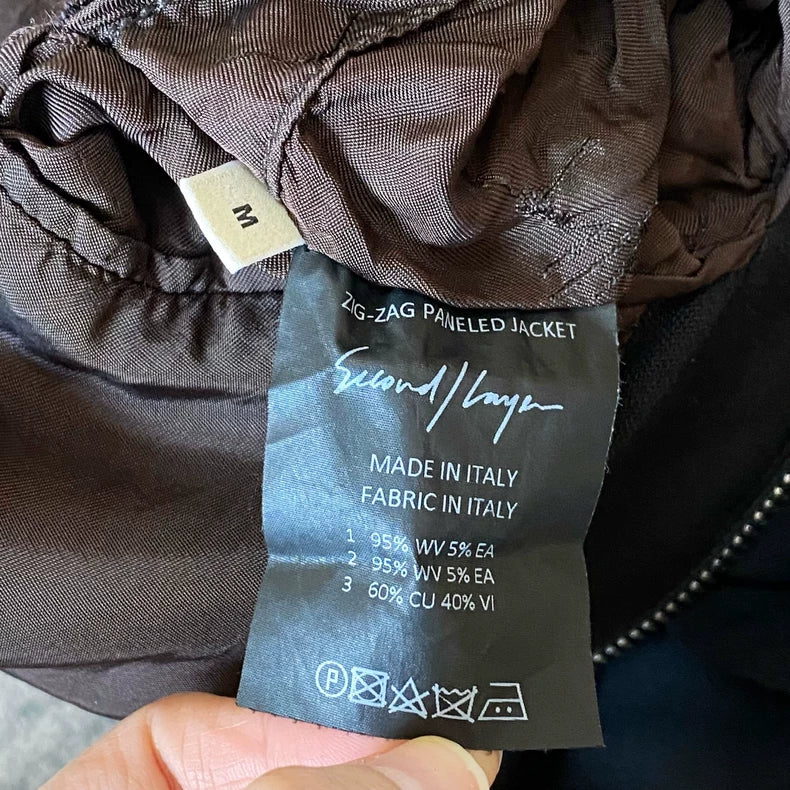 M
ZIG-ZAG PANELED JACKET
Second/Layer
MADE IN ITALY
FABRIC IN ITALY
1 95% WV 5% EA
2 95% WV 5% EA
3 60% CU 40% VI
P